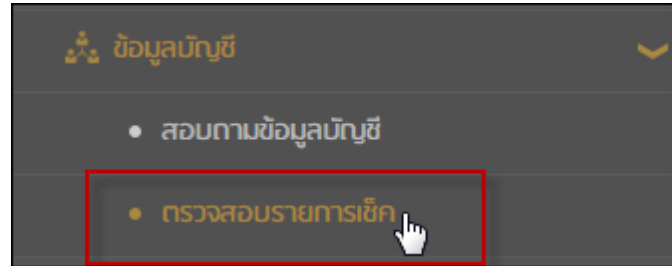 ข้อมูลบัญชี
สอบถามข้อมูลบัญชี
ตรวจสอบรายการเช็ค